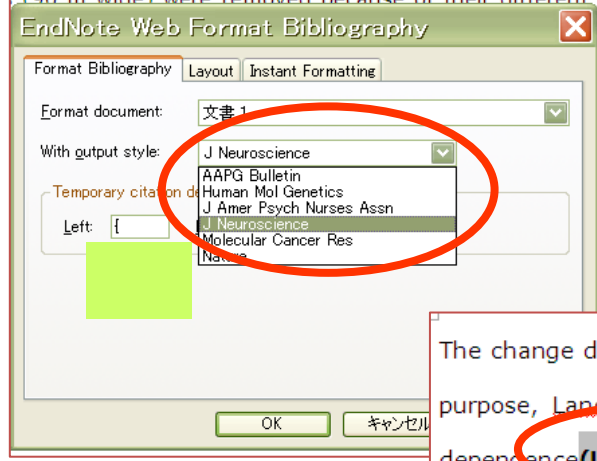 EndNote Web Format Bibliography
Format Bibliography Layout Instant Formatting
Format document: 文書 1
With output style: J Neuroscience
AAPG Bulletin
Temporary citation de Human Mol Genetics
J Amer Psych Nurses Assn
J Neuroscience
Left: {
Molecular Cancer Res
Nature
The change d
purpose, Lan
OK キャンセル
dependence(